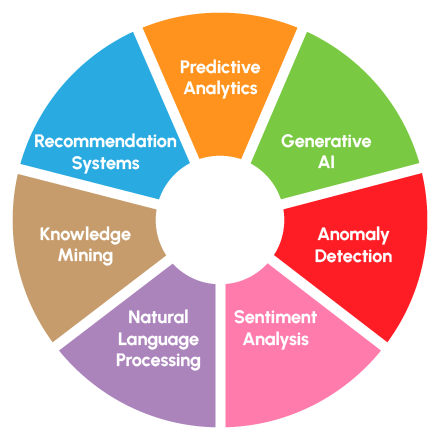 Predictive
Analytics
Generative
AI
Anomaly
Detection
Sentiment
Analysis
Natural
Language
Processing
Knowledge
Mining
Recommendation
Systems